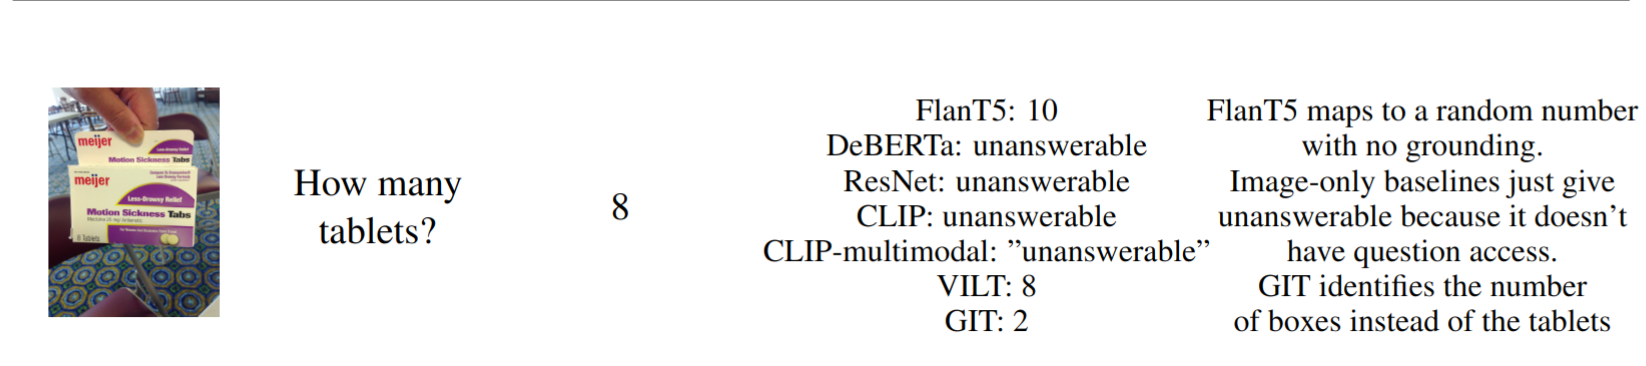 meijer
Less-Drowsy Relief
Motion Sickness Tabs
meijer
Less-Drowsy Relief
Motion Sickness Tabs
Tablets
How many
tablets?
8
FlanT5: 10
DeBERTa: unanswerable
ResNet: unanswerable
CLIP: unanswerable
CLIP-multimodal: ”unanswerable”
VILT: 8
GIT: 2
FlanT5 maps to a random number
with no grounding.
Image-only baselines just give
unanswerable because it doesn’t
have question access.
GIT identifies the number
of boxes instead of the tablets